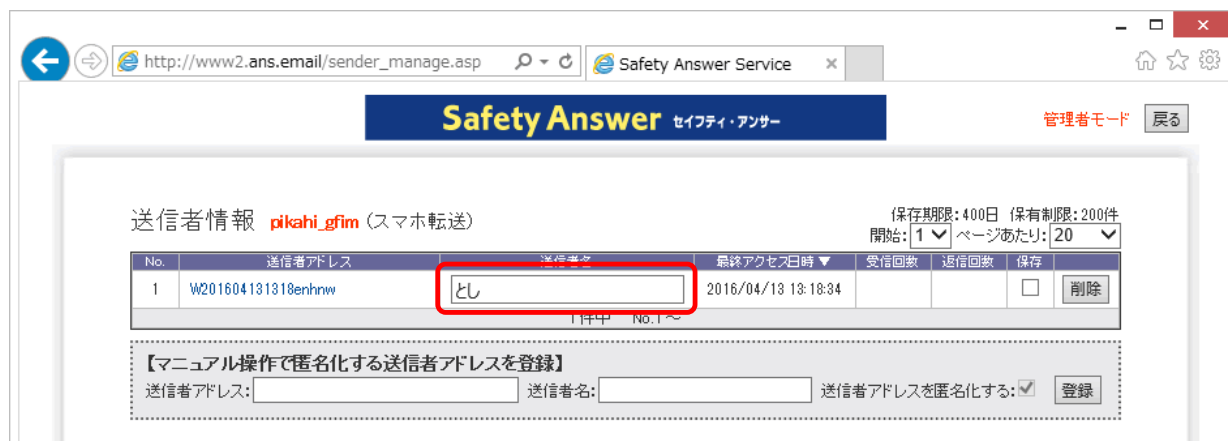 http://www2.ans.email/sender_manage.asp
Safety Answer Service
Safety Answer セイフティ・アンサー
管理者モード 戻る
送信者情報 pikahi_gfim (スマホ転送)
保存期限:400日 保有制限:200件
開始: 1 ページあたり: 20
No. 送信者アドレス 送信者名 最終アクセス日時▼ 受信回数 返信回数 保存
1 W201604131318enhnw とし 2016/04/13 13:18:34 削除
1件中 No.1~
【マニュアル操作で匿名化する送信者アドレスを登録】
送信者アドレス: 送信者名: 送信者アドレスを匿名化する: 登録